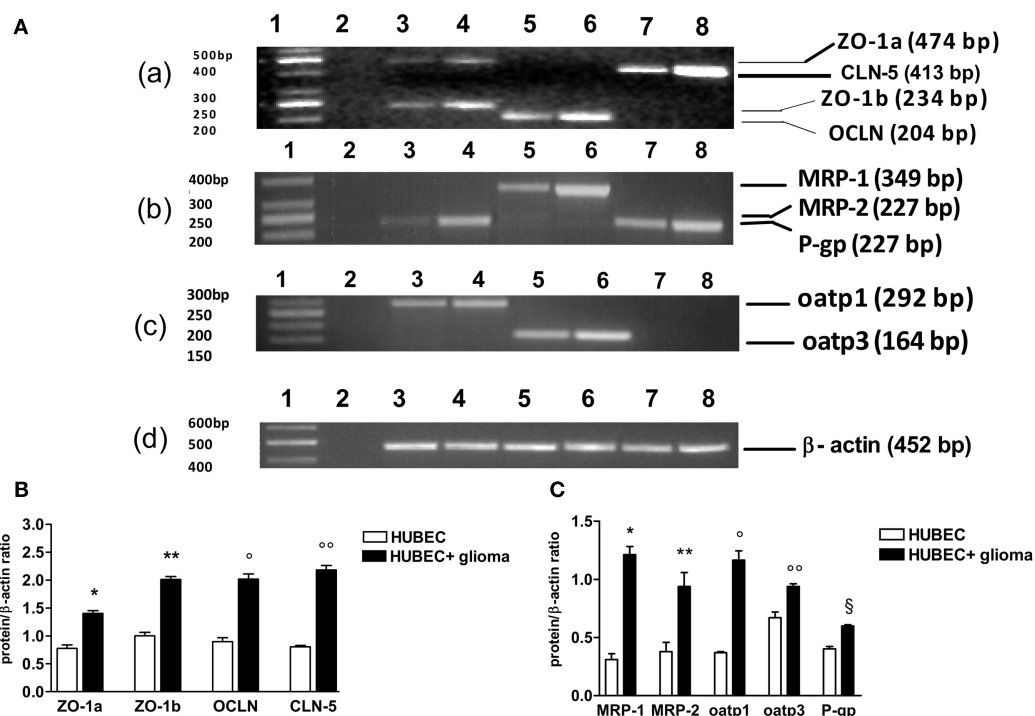 A
1 2 3 4 5 6 7 8
(a)
500bp
400
300
250
200
ZO-1a (474 bp)
CLN-5 (413 bp)
ZO-1b (234 bp)
OCLN (204 bp)
1 2 3 4 5 6 7 8
(b)
400bp
300
250
200
MRP-1 (349 bp)
MRP-2 (227 bp)
P-gp (227 bp)
1 2 3 4 5 6 7 8
(c)
300bp
250
200
150
oatp1 (292 bp)
oatp3 (164 bp)
1 2 3 4 5 6 7 8
(d)
600bp
500
400
β- actin (452 bp)
B
protein/β-actin ratio
3.0
2.5
2.0
1.5
1.0
0.5
0.0
* ** ° °°
HUBEC
HUBEC+ glioma
ZO-1a ZO-1b OCLN CLN-5
C
protein/β-actin ratio
1.5
1.0
0.5
0.0
* ** ° °° §
HUBEC
HUBEC+ glioma
MRP-1 MRP-2 oatp1 oatp3 P-gp